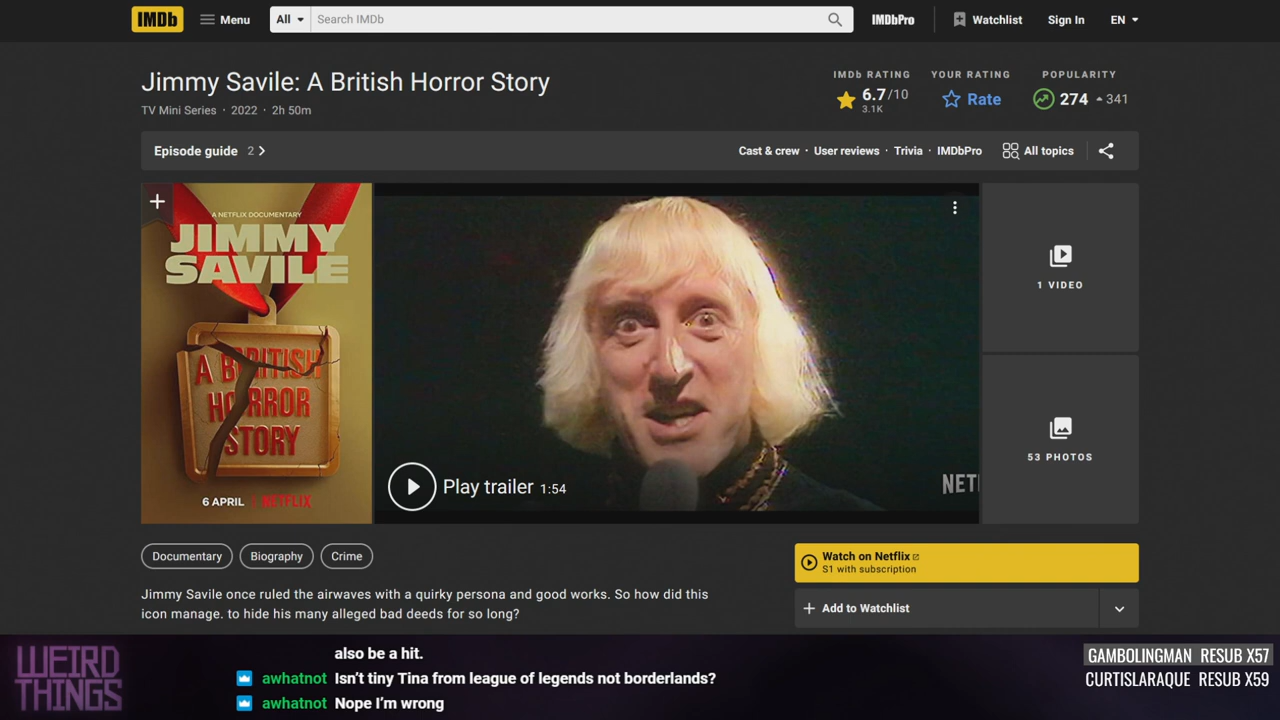 IMDb
Menu
All
Search IMDb
IMDbPro
Watchlist
Sign In
EN
Jimmy Savile: A British Horror Story
TV Mini Series · 2022 · 2h 50m
IMDb RATING
6.7/10
3.1K
YOUR RATING
Rate
POPULARITY
274
341
Episode guide 2
Cast & crew · User reviews · Trivia · IMDbPro
All topics
A NETFLIX DOCUMENTARY
JIMMY
SAVILE
A BRITISH
HORROR
STORY
6 APRIL | NETFLIX
Play trailer 1:54
NET
1 VIDEO
53 PHOTOS
Documentary
Biography
Crime
Watch on Netflix
S1 with subscription
Jimmy Savile once ruled the airwaves with a quirky persona and good works. So how did this
icon manage. to hide his many alleged bad deeds for so long?
Add to Watchlist
WEIRD
THINGS
also be a hit.
awhatnot Isn't tiny Tina from league of legends not borderlands?
awhatnot Nope I'm wrong
GAMBOLINGMAN RESUB X57
CURTISLARAQUE RESUB X59